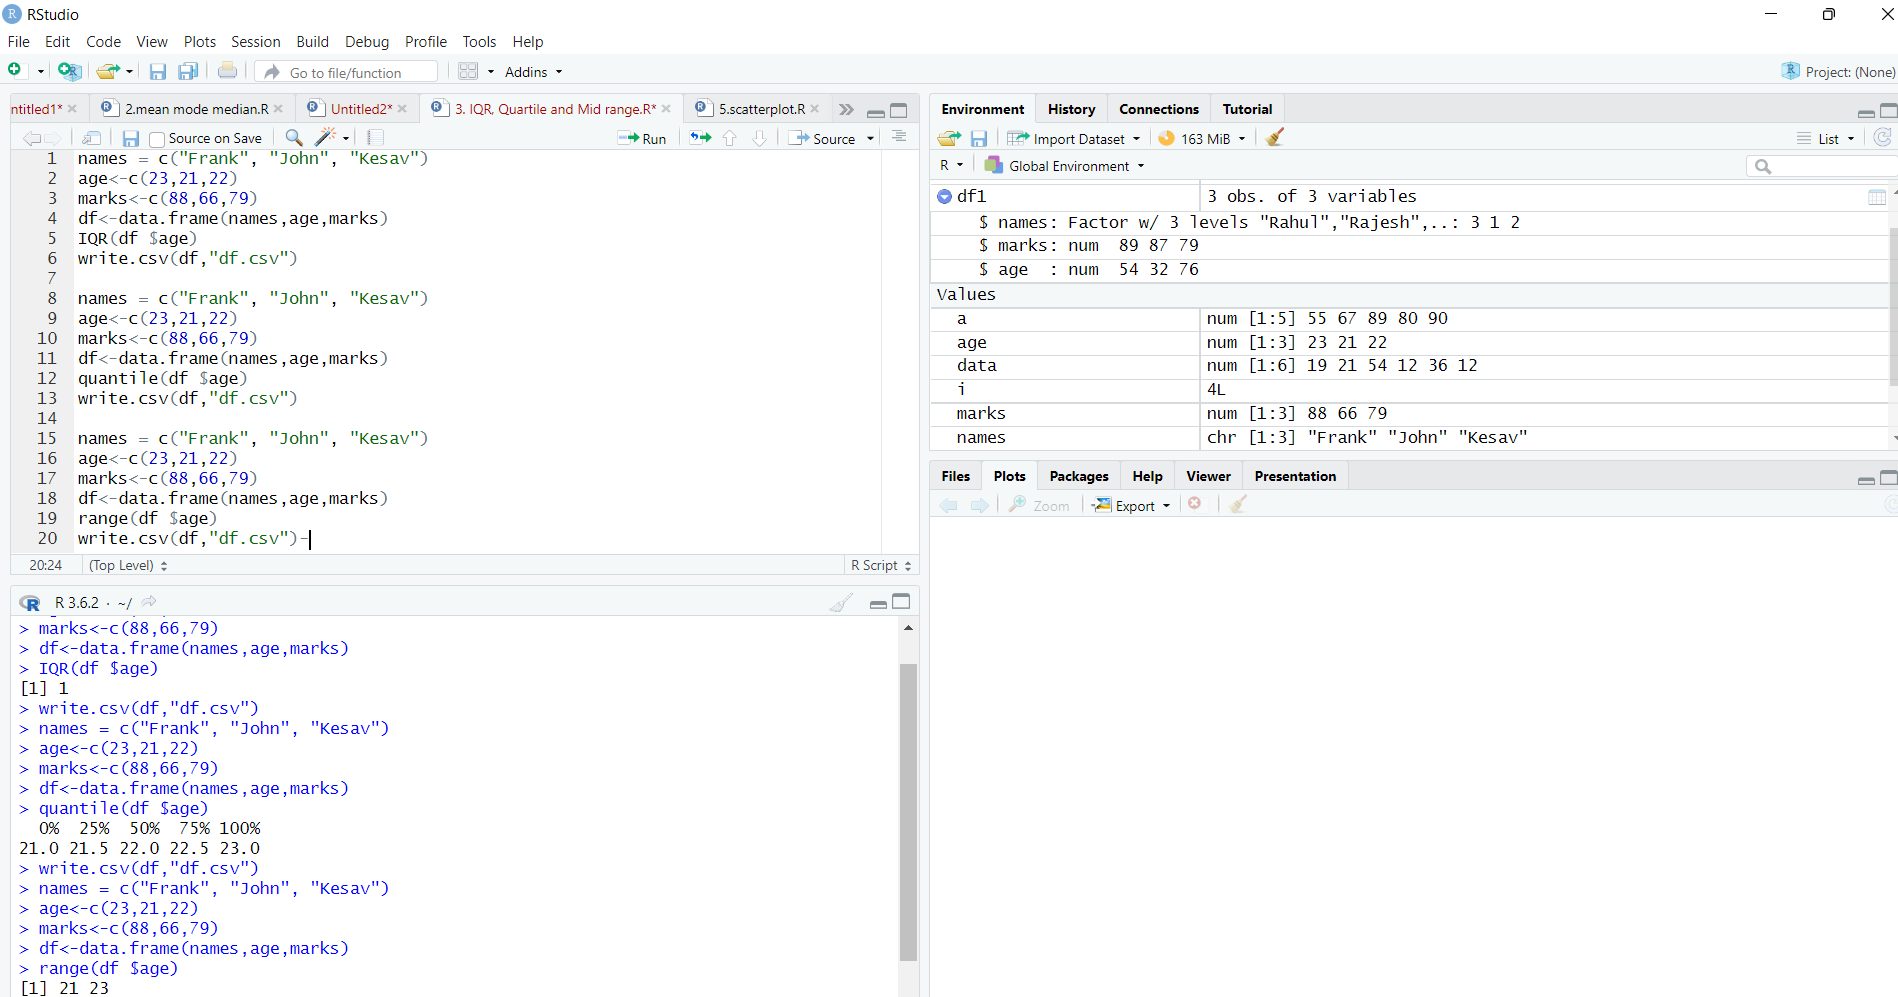 RStudio
File Edit Code View Plots Session Build Debug Profile Tools Help
Go to file/function Addins Project: (None)
ntitled1* 2.mean mode median.R Untitled2* 3. IQR, Quartile and Mid range.R* 5.scatterplot.R
Source on Save Run Source
1 names = c("Frank", "John", "Kesav")
2 age<-c(23,21,22)
3 marks<-c(88,66,79)
4 df<-data.frame(names,age,marks)
5 IQR(df $age)
6 write.csv(df,"df.csv")
7
8 names = c("Frank", "John", "Kesav")
9 age<-c(23,21,22)
10 marks<-c(88,66,79)
11 df<-data.frame(names,age,marks)
12 quantile(df $age)
13 write.csv(df,"df.csv")
14
15 names = c("Frank", "John", "Kesav")
16 age<-c(23,21,22)
17 marks<-c(88,66,79)
18 df<-data.frame(names,age,marks)
19 range(df $age)
20 write.csv(df,"df.csv")-
20:24 (Top Level) R Script
R 3.6.2 · ~/
> marks<-c(88,66,79)
> df<-data.frame(names,age,marks)
> IQR(df $age)
[1] 1
> write.csv(df,"df.csv")
> names = c("Frank", "John", "Kesav")
> age<-c(23,21,22)
> marks<-c(88,66,79)
> df<-data.frame(names,age,marks)
> quantile(df $age)
0% 25% 50% 75% 100%
21.0 21.5 22.0 22.5 23.0
> write.csv(df,"df.csv")
> names = c("Frank", "John", "Kesav")
> age<-c(23,21,22)
> marks<-c(88,66,79)
> df<-data.frame(names,age,marks)
> range(df $age)
[1] 21 23
Environment History Connections Tutorial
Import Dataset 163 MiB List
R Global Environment
df1 3 obs. of 3 variables
$ names: Factor w/ 3 levels "Rahul","Rajesh",..: 3 1 2
$ marks: num 89 87 79
$ age : num 54 32 76
Values
a num [1:5] 55 67 89 80 90
age num [1:3] 23 21 22
data num [1:6] 19 21 54 12 36 12
i 4L
marks num [1:3] 88 66 79
names chr [1:3] "Frank" "John" "Kesav"
Files Plots Packages Help Viewer Presentation
Zoom Export